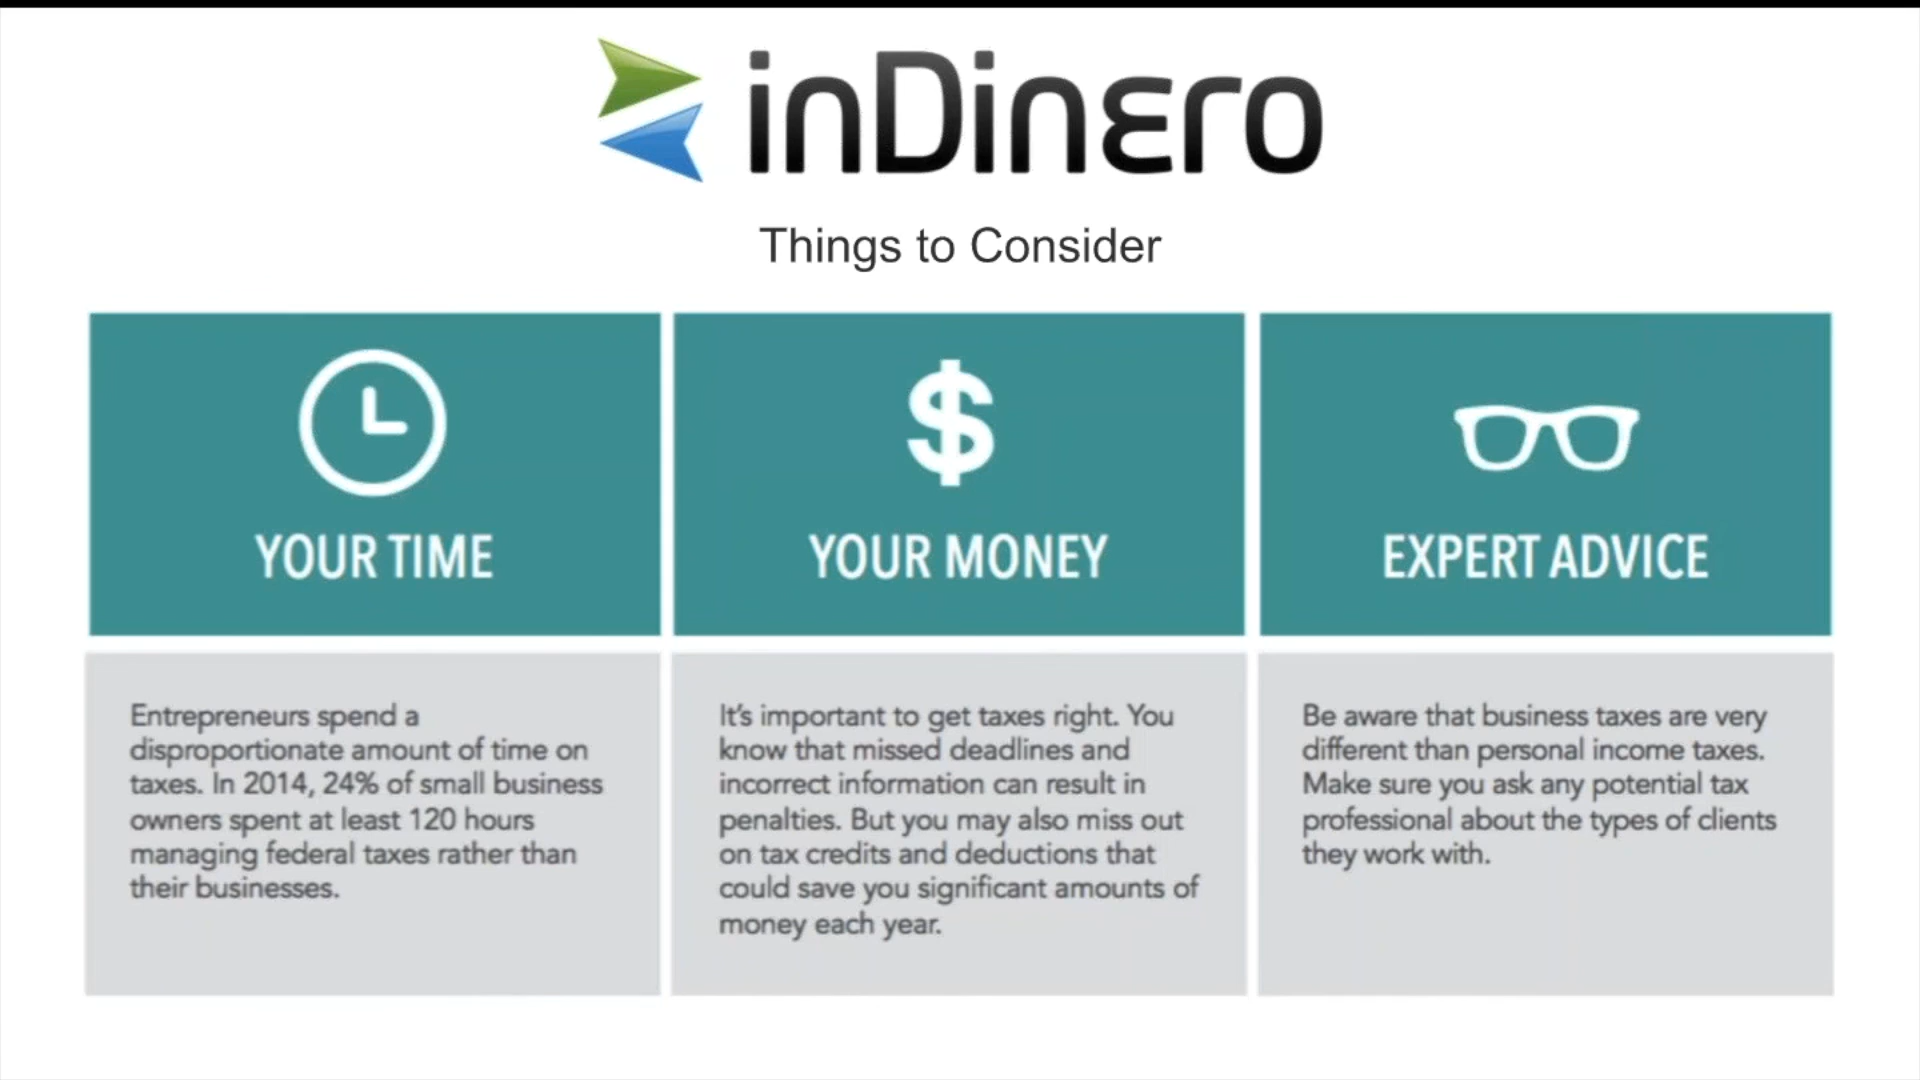 inDinero
Things to Consider
YOUR TIME
Entrepreneurs spend a
disproportionate amount of time on
taxes. In 2014, 24% of small business
owners spent at least 120 hours
managing federal taxes rather than
their businesses.
$
YOUR MONEY
It's important to get taxes right. You
know that missed deadlines and
incorrect information can result in
penalties. But you may also miss out
on tax credits and deductions that
could save you significant amounts of
money each year.
EXPERT ADVICE
Be aware that business taxes are very
different than personal income taxes.
Make sure you ask any potential tax
professional about the types of clients
they work with.